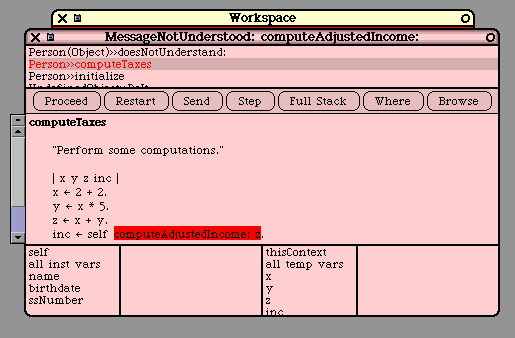 Workspace
MessageNotUnderstood: computeAdjustedIncome:
Person(Object)>>doesNotUnderstand:
Person>>computeTaxes
Person>>initialize
UndefinedObject>>DoIt
Proceed Restart Send Step Full Stack Where Browse
computeTaxes
"Perform some computations."
| x y z inc |
x ← 2 + 2.
y ← x * 5.
z ← x + y.
inc ← self computeAdjustedIncome: z.
self
all inst vars
name
birthdate
ssNumber
thisContext
all temp vars
x
y
z
inc